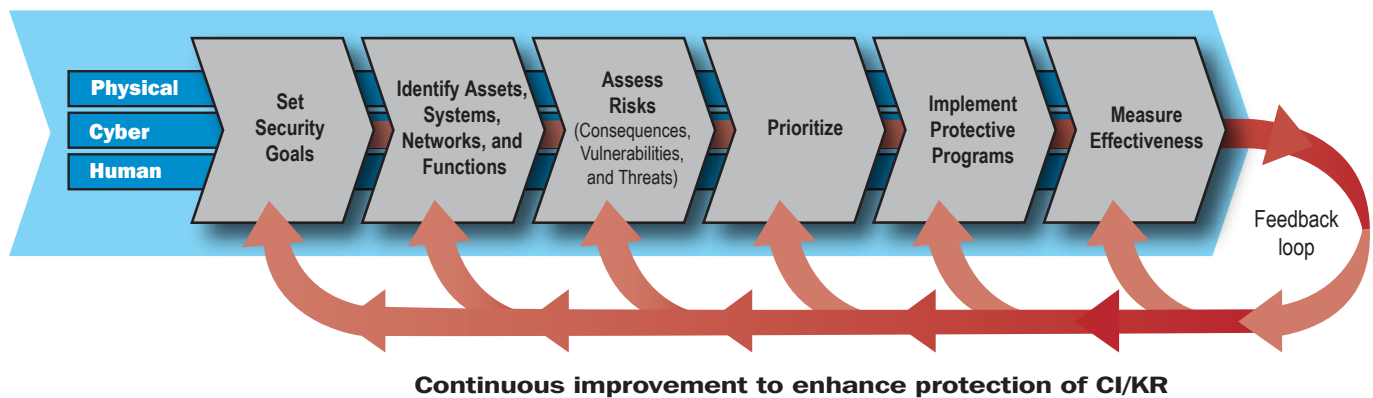 Physical
Cyber
Human
Set
Security
Goals
Identify Assets,
Systems,
Networks, and
Functions
Assess
Risks
(Consequences,
Vulnerabilities,
and Threats)
Prioritize
Implement
Protective
Programs
Measure
Effectiveness
Feedback
loop
Continuous improvement to enhance protection of CI/KR